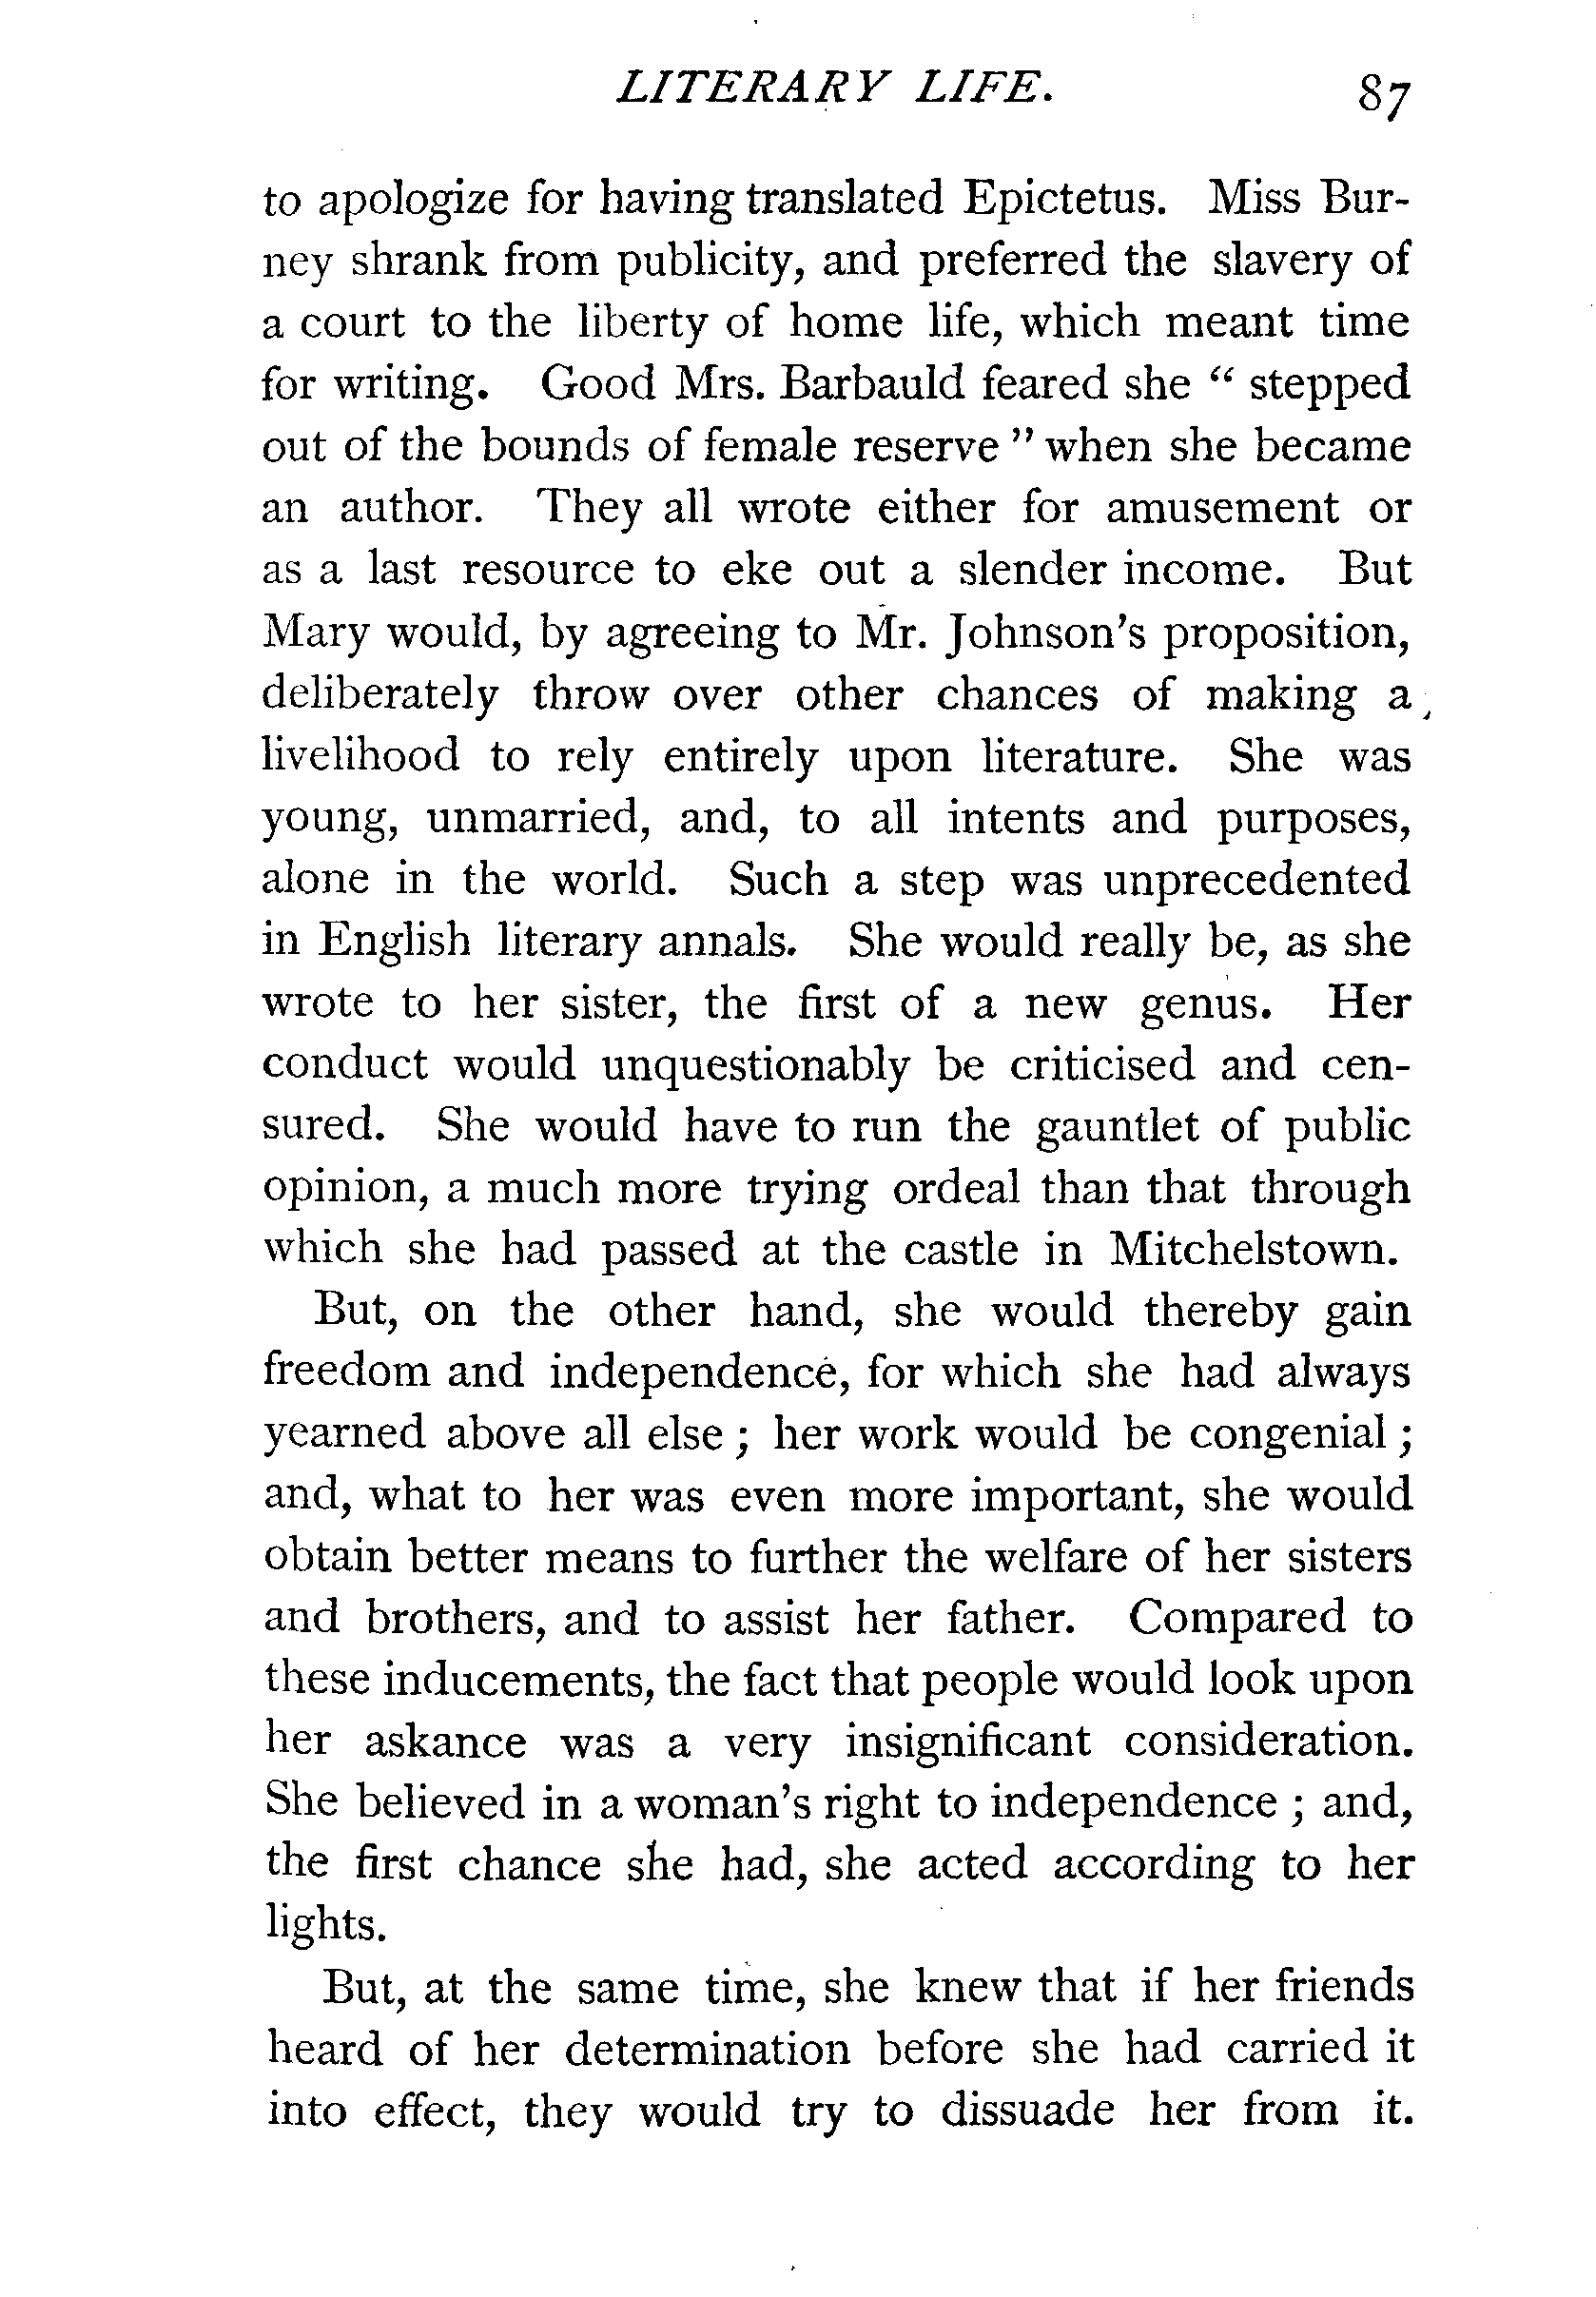 LITERARY LIFE. 87
to apologize for having translated Epictetus. Miss Bur-
ney shrank from publicity, and preferred the slavery of
a court to the liberty of home life, which meant time
for writing. Good Mrs. Barbauld feared she “ stepped
out of the bounds of female reserve ” when she became
an author. They all wrote either for amusement or
as a last resource to eke out a slender income. But
Mary would, by agreeing to Mr. Johnson's proposition,
deliberately throw over other chances of making a
livelihood to rely entirely upon literature. She was
young, unmarried, and, to all intents and purposes,
alone in the world. Such a step was unprecedented
in English literary annals. She would really be, as she
wrote to her sister, the first of a new genus. Her
conduct would unquestionably be criticised and cen-
sured. She would have to run the gauntlet of public
opinion, a much more trying ordeal than that through
which she had passed at the castle in Mitchelstown.
But, on the other hand, she would thereby gain
freedom and independence, for which she had always
yearned above all else ; her work would be congenial ;
and, what to her was even more important, she would
obtain better means to further the welfare of her sisters
and brothers, and to assist her father. Compared to
these inducements, the fact that people would look upon
her askance was a very insignificant consideration.
She believed in a woman's right to independence ; and,
the first chance she had, she acted according to her
lights.
But, at the same time, she knew that if her friends
heard of her determination before she had carried it
into effect, they would try to dissuade her from it.